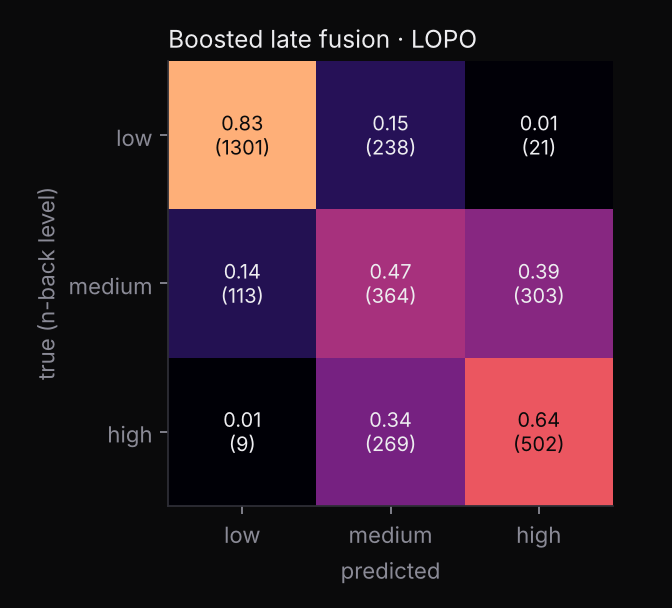 Boosted late fusion · LOPO
true (n-back level)
low
0.83
(1301)
0.15
(238)
0.01
(21)
medium
0.14
(113)
0.47
(364)
0.39
(303)
high
0.01
(9)
0.34
(269)
0.64
(502)
low medium high
predicted